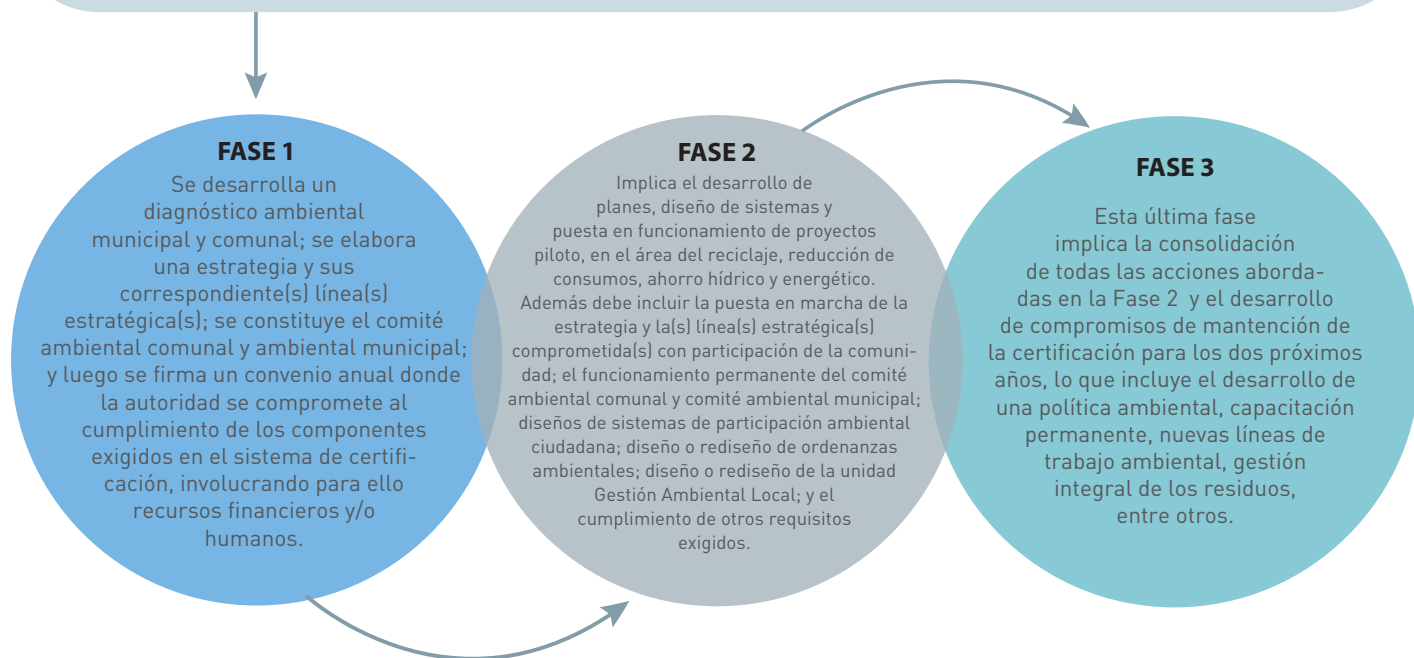 FASE 1
Se desarrolla un
diagnóstico ambiental
municipal y comunal; se elabora
una estrategia y sus
correspondiente(s) línea(s)
estratégica(s); se constituye el comité
ambiental comunal y ambiental municipal;
y luego se firma un convenio anual donde
la autoridad se compromete al
cumplimiento de los componentes
exigidos en el sistema de certifi-
cación, involucrando para ello
recursos financieros y/o
humanos.
FASE 2
Implica el desarrollo de
planes, diseño de sistemas y
puesta en funcionamiento de proyectos
piloto, en el área del reciclaje, reducción de
consumos, ahorro hídrico y energético.
Además debe incluir la puesta en marcha de la
estrategia y la(s) línea(s) estratégica(s)
comprometida(s) con participación de la comuni-
dad; el funcionamiento permanente del comité
ambiental comunal y comité ambiental municipal;
diseños de sistemas de participación ambiental
ciudadana; diseño o rediseño de ordenanzas
ambientales; diseño o rediseño de la unidad
Gestión Ambiental Local; y el
cumplimiento de otros requisitos
exigidos.
FASE 3
Esta última fase
implica la consolidación
de todas las acciones aborda-
das en la Fase 2 y el desarrollo
de compromisos de mantención de
la certificación para los dos próximos
años, lo que incluye el desarrollo de
una política ambiental, capacitación
permanente, nuevas líneas de
trabajo ambiental, gestión
integral de los residuos,
entre otros.